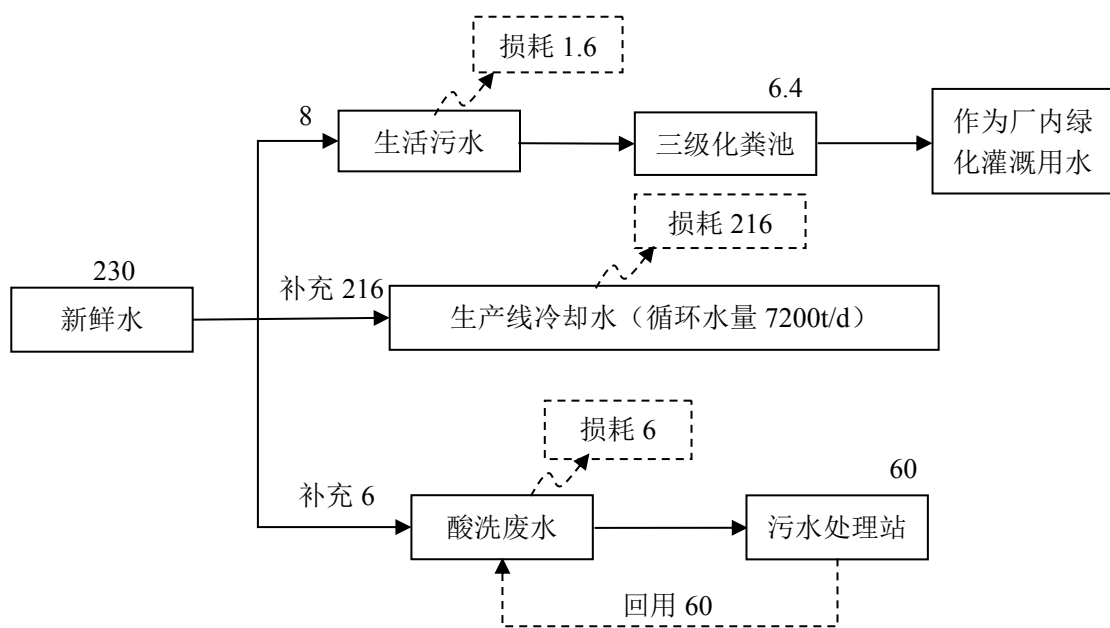 损耗 1.6
8
生活污水
6.4
三级化粪池
作为厂内绿
化灌溉用水
损耗 216
230
新鲜水
补充 216
生产线冷却水（循环水量 7200t/d）
损耗 6
补充 6
酸洗废水
60
污水处理站
回用 60